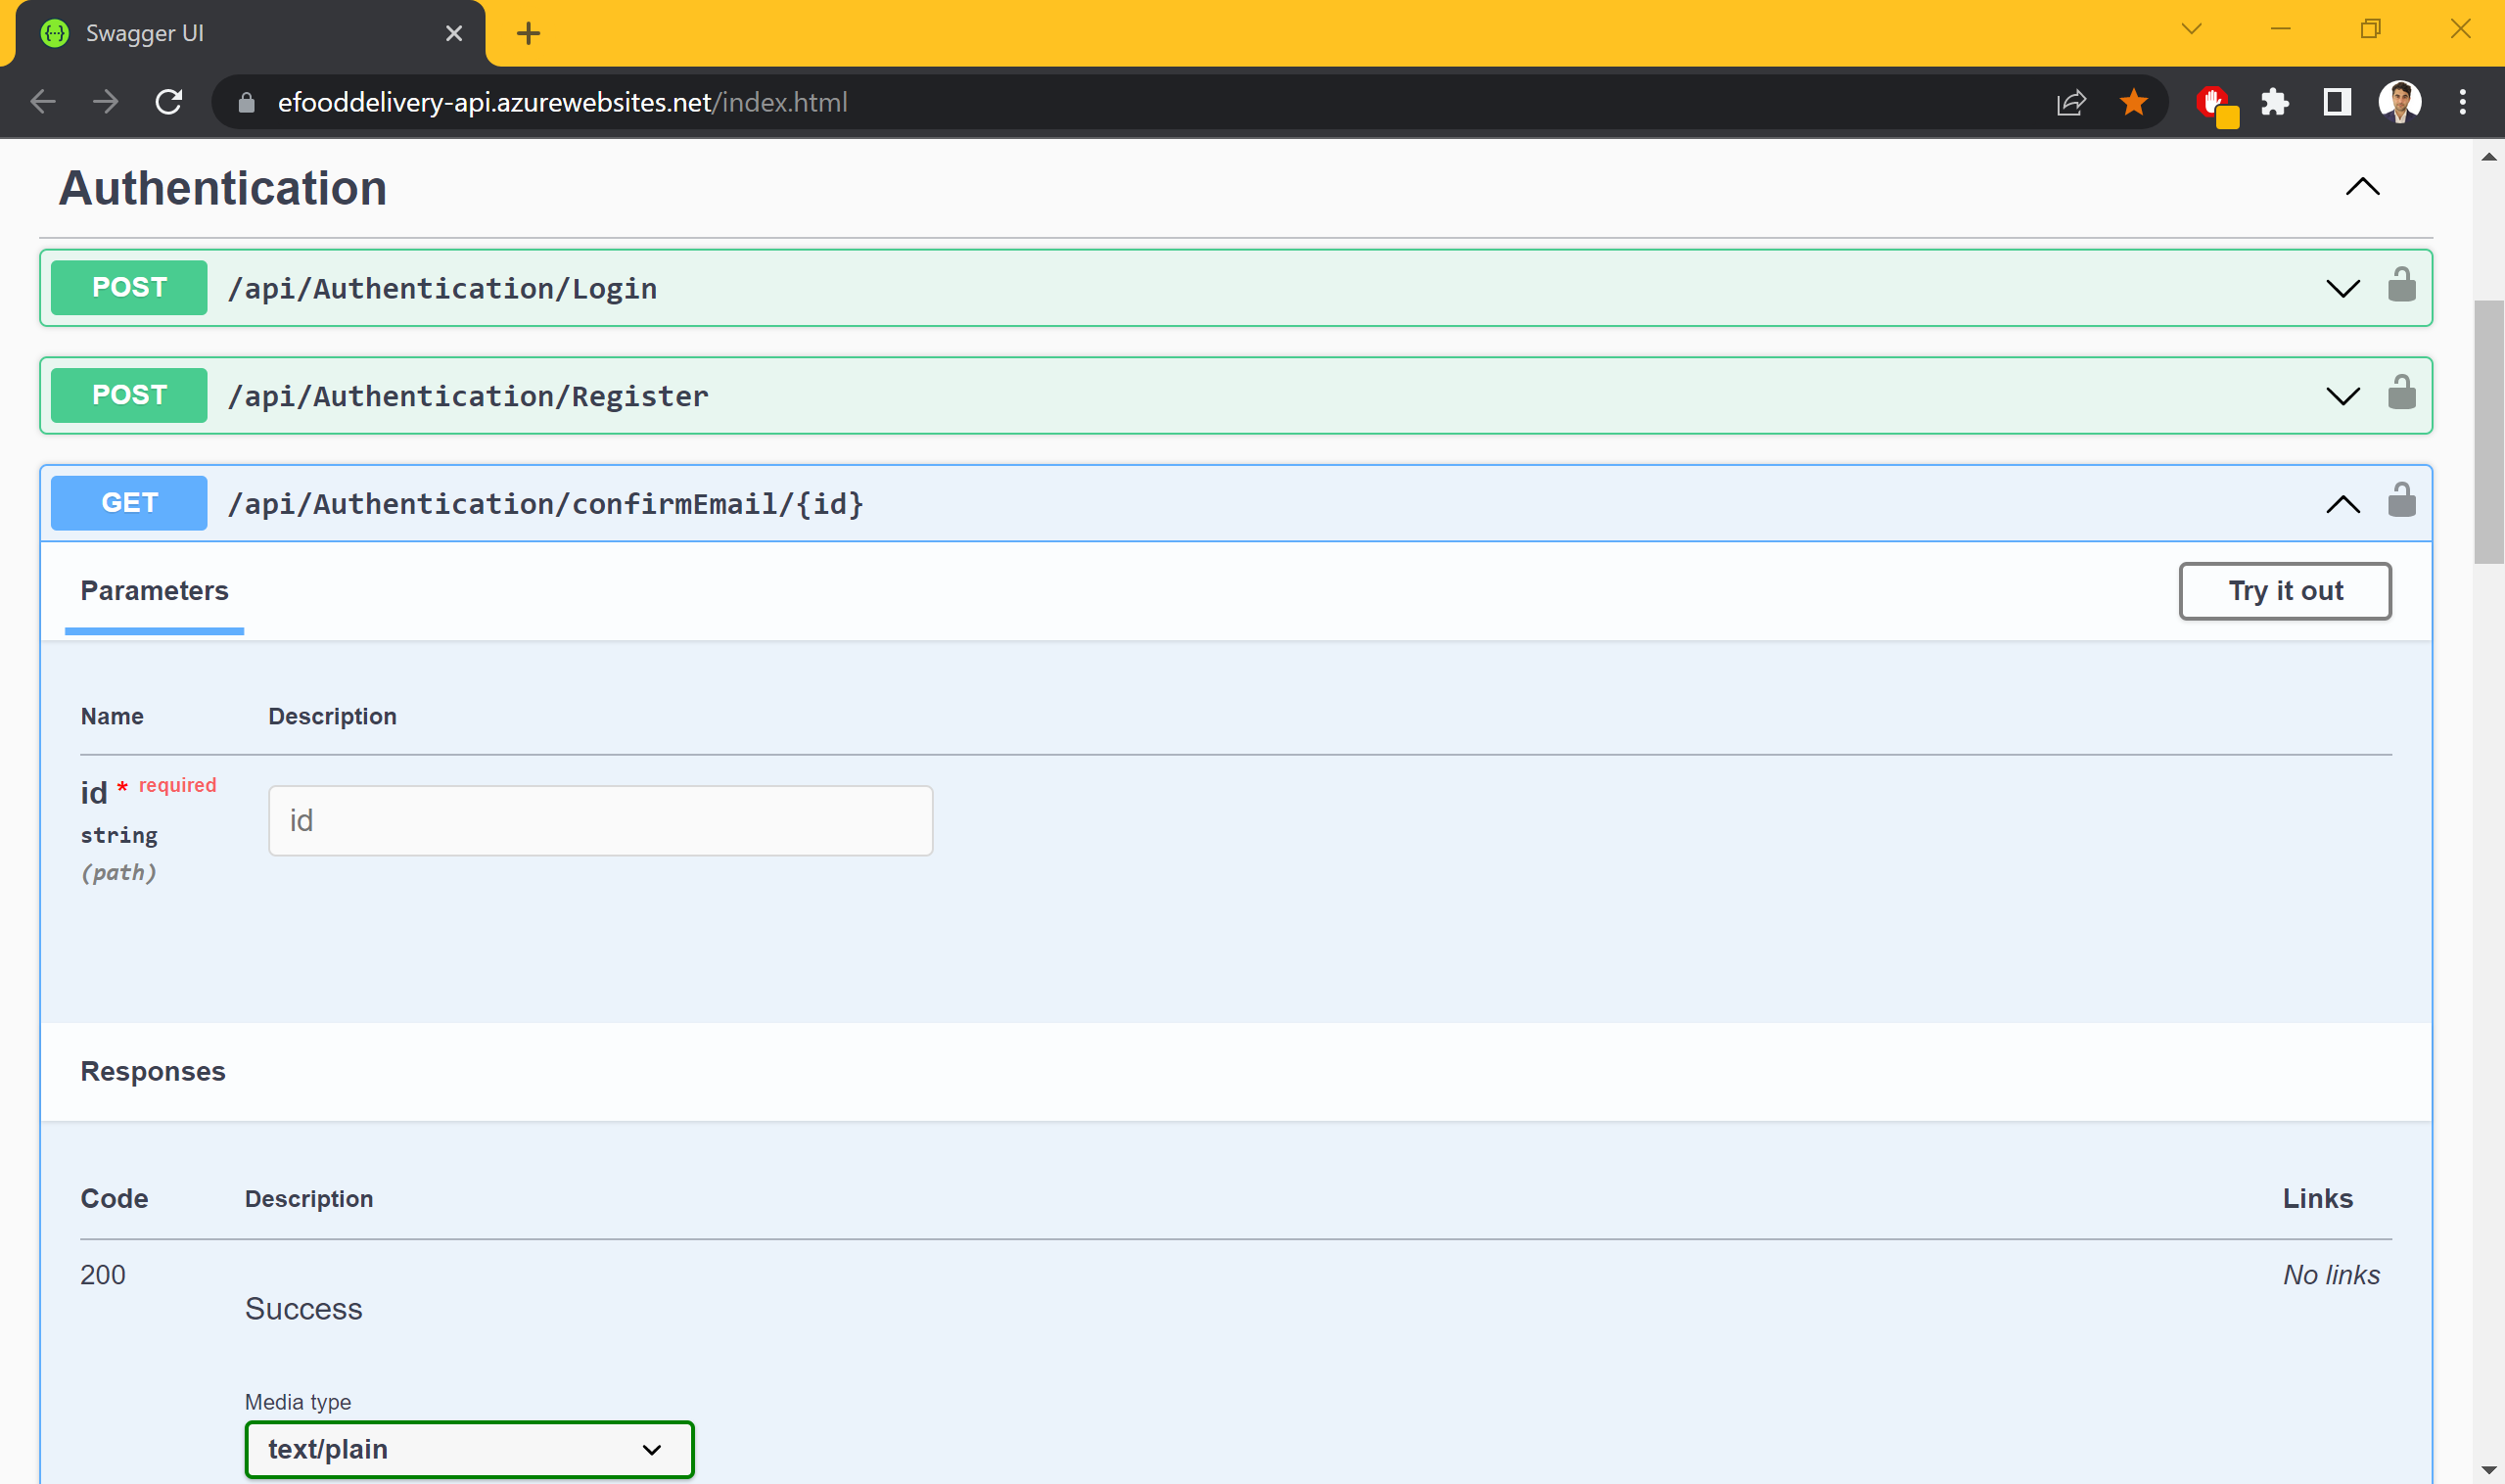 Swagger UI
efooddelivery-api.azurewebsites.net/index.html
Authentication
POST /api/Authentication/Login
POST /api/Authentication/Register
GET /api/Authentication/confirmEmail/{id}
Parameters
Try it out
Name Description
id * required
id
string
(path)
Responses
Code Description Links
200 No links
Success
Media type
text/plain